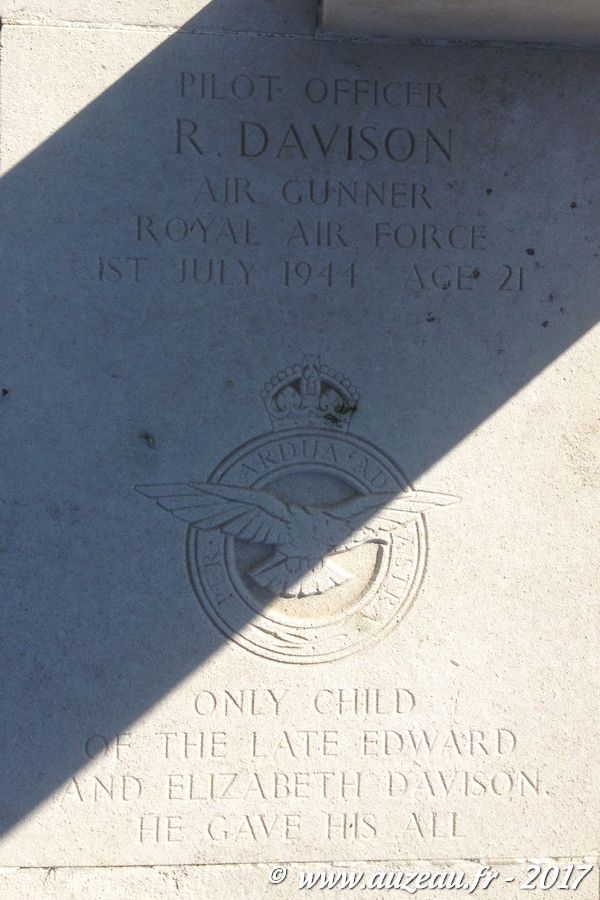 PILOT OFFICER
R. DAVISON
AIR GUNNER
ROYAL AIR FORCE
1ST JULY 1944 AGE 21
PER ARDUA AD ASTRA
ONLY CHILD
OF THE LATE EDWARD
AND ELIZABETH DAVISON.
HE GAVE HIS ALL
© www.auzeau.fr - 2017